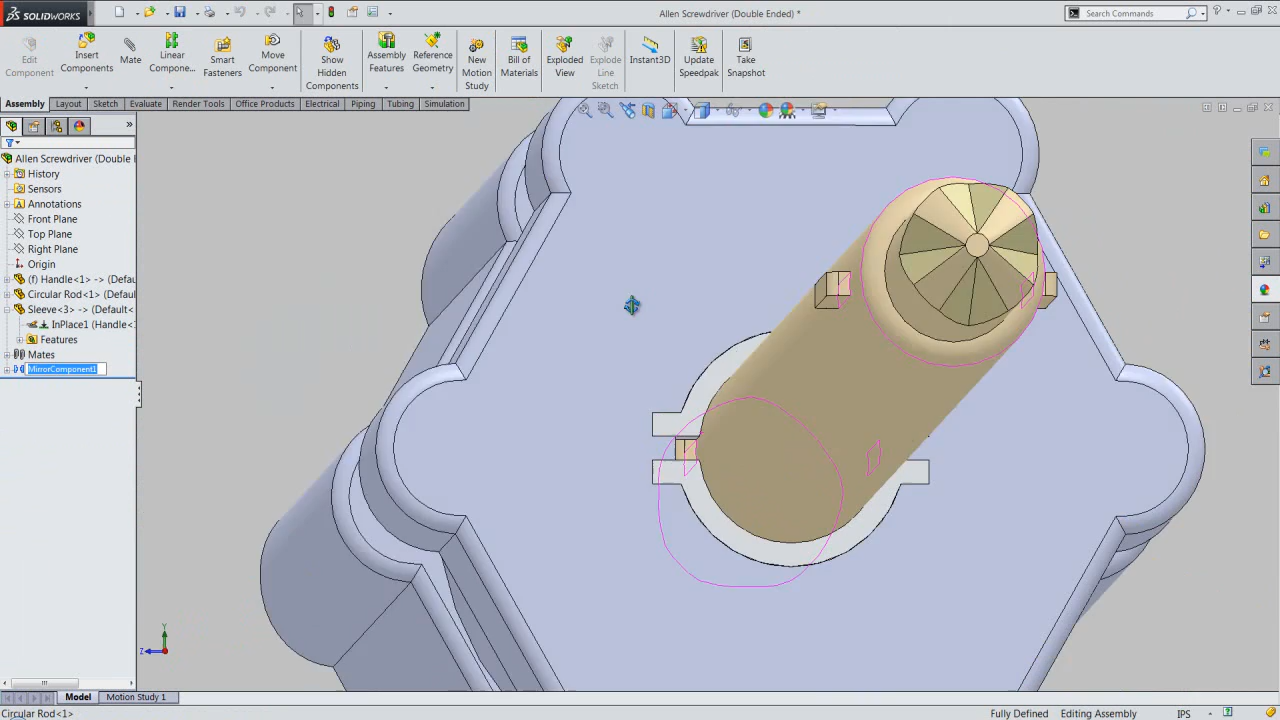 SOLIDWORKS
Allen Screwdriver (Double Ended) *
Search Commands
Edit Component
Insert Components
Mate
Linear Compone...
Smart Fasteners
Move Component
Show Hidden Components
Assembly Features
Reference Geometry
New Motion Study
Bill of Materials
Exploded View
Explode Line Sketch
Instant3D
Update Speedpak
Take Snapshot
Assembly Layout Sketch Evaluate Render Tools Office Products Electrical Piping Tubing Simulation
Allen Screwdriver (Double
History
Sensors
Annotations
Front Plane
Top Plane
Right Plane
Origin
(f) Handle<1> -> (Defau
Circular Rod<1> (Defau
Sleeve<3> -> (Default<
InPlace1 (Handle<
Features
Mates
MirrorComponent1
Y
Z
Model Motion Study 1
Circular Rod<1> Fully Defined Editing Assembly IPS